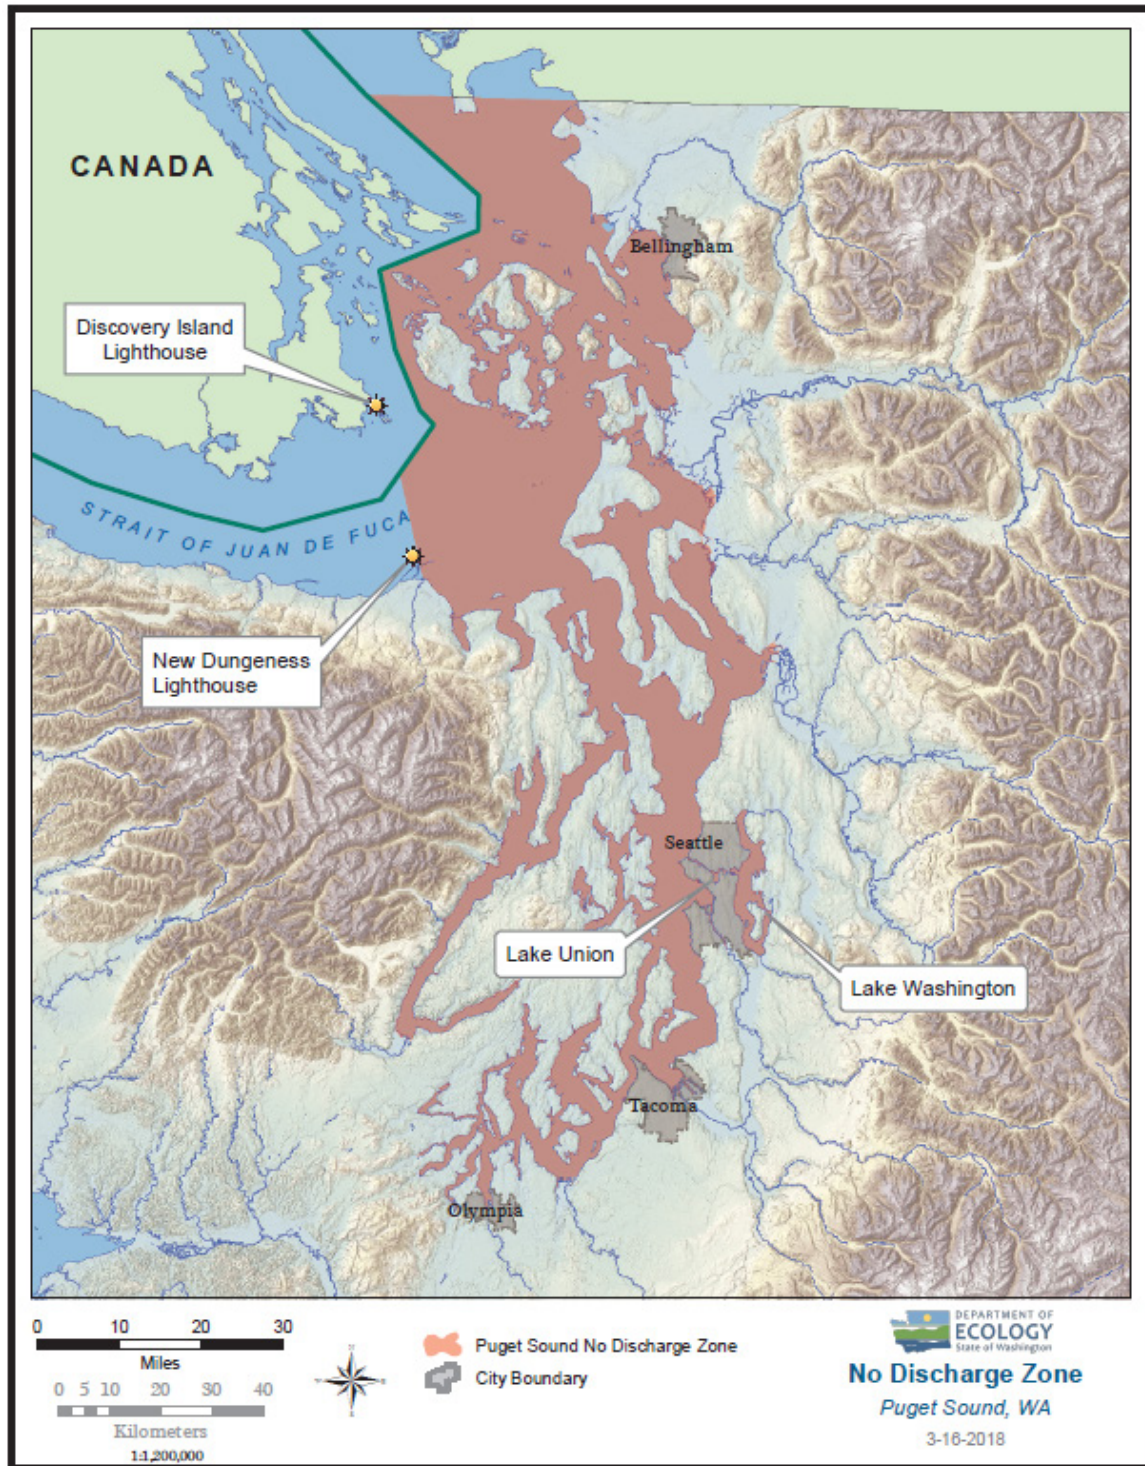 CANADA
Bellingham
Discovery Island
Lighthouse
STRAIT OF JUAN DE FUCA
New Dungeness
Lighthouse
Seattle
Lake Union
Lake Washington
Tacoma
Olympia
0 10 20 30
Miles
0 5 10 20 30 40
Kilometers
1:1,200,000
Puget Sound No Discharge Zone
City Boundary
DEPARTMENT OF
ECOLOGY
State of Washington
No Discharge Zone
Puget Sound, WA
3-16-2018